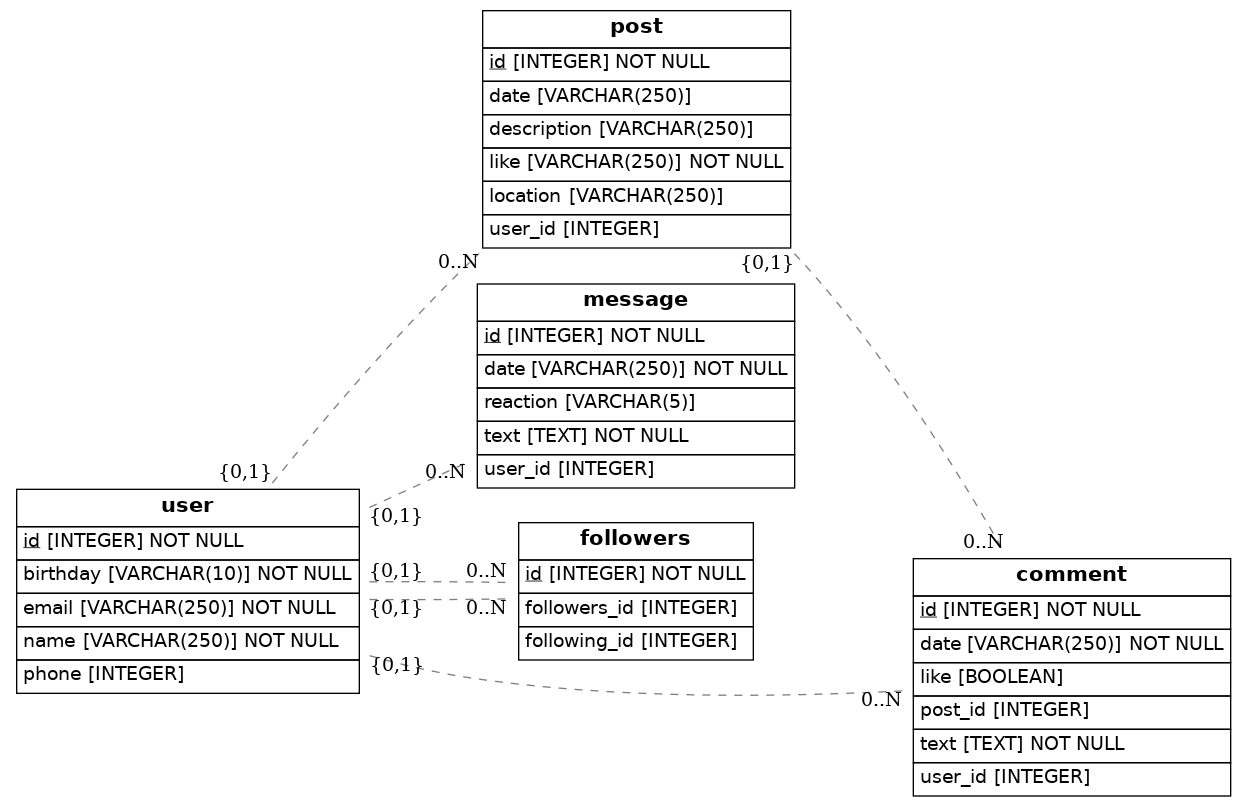 post
id [INTEGER] NOT NULL
date [VARCHAR(250)]
description [VARCHAR(250)]
like [VARCHAR(250)] NOT NULL
location [VARCHAR(250)]
user_id [INTEGER]
0..N
{0,1}
message
id [INTEGER] NOT NULL
date [VARCHAR(250)] NOT NULL
reaction [VARCHAR(5)]
text [TEXT] NOT NULL
user_id [INTEGER]
{0,1}
0..N
{0,1}
user
id [INTEGER] NOT NULL
birthday [VARCHAR(10)] NOT NULL
email [VARCHAR(250)] NOT NULL
name [VARCHAR(250)] NOT NULL
phone [INTEGER]
{0,1}
0..N
{0,1}
0..N
{0,1}
followers
id [INTEGER] NOT NULL
followers_id [INTEGER]
following_id [INTEGER]
0..N
0..N
comment
id [INTEGER] NOT NULL
date [VARCHAR(250)] NOT NULL
like [BOOLEAN]
post_id [INTEGER]
text [TEXT] NOT NULL
user_id [INTEGER]